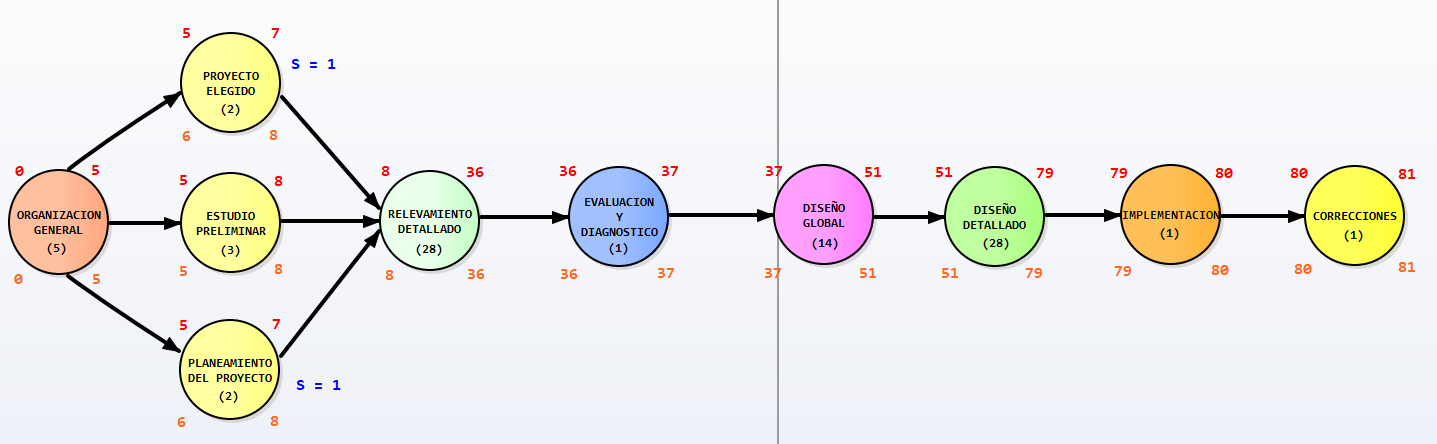 5 7
S = 1
PROYECTO
ELEGIDO
(2)
6 8
0 5
ORGANIZACION
GENERAL
(5)
0 5
5 8
ESTUDIO
PRELIMINAR
(3)
5 8
5 7
PLANEAMIENTO
DEL PROYECTO
(2)
S = 1
6 8
8 36
RELEVAMIENTO
DETALLADO
(28)
8 36
36 37
EVALUACION
Y
DIAGNOSTICO
(1)
36 37
37 51
DISEÑO
GLOBAL
(14)
37 51
51 79
DISEÑO
DETALLADO
(28)
51 79
79 80
IMPLEMENTACION
(1)
79 80
80 81
CORRECCIONES
(1)
80 81